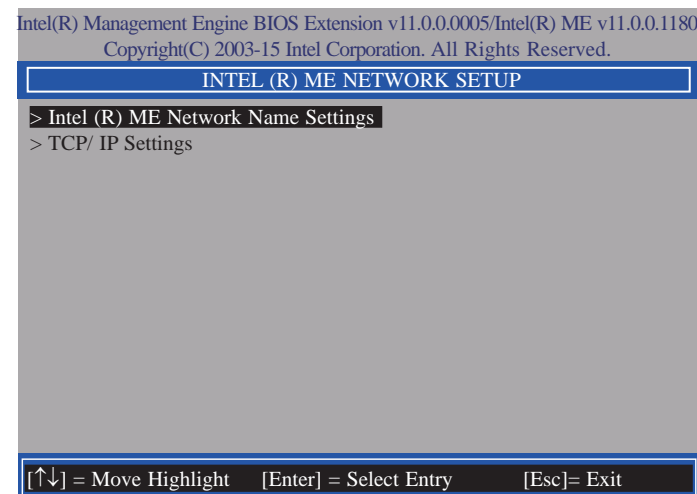 Intel(R) Management Engine BIOS Extension v11.0.0.0005/Intel(R) ME v11.0.0.1180
Copyright(C) 2003-15 Intel Corporation. All Rights Reserved.
INTEL (R) ME NETWORK SETUP
> Intel (R) ME Network Name Settings
> TCP/ IP Settings
[↑↓] = Move Highlight [Enter] = Select Entry [Esc]= Exit